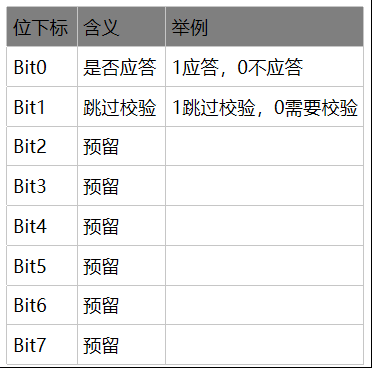 位下标 含义 举例
Bit0 是否应答 1应答，0不应答
Bit1 跳过校验 1跳过校验，0需要校验
Bit2 预留
Bit3 预留
Bit4 预留
Bit5 预留
Bit6 预留
Bit7 预留